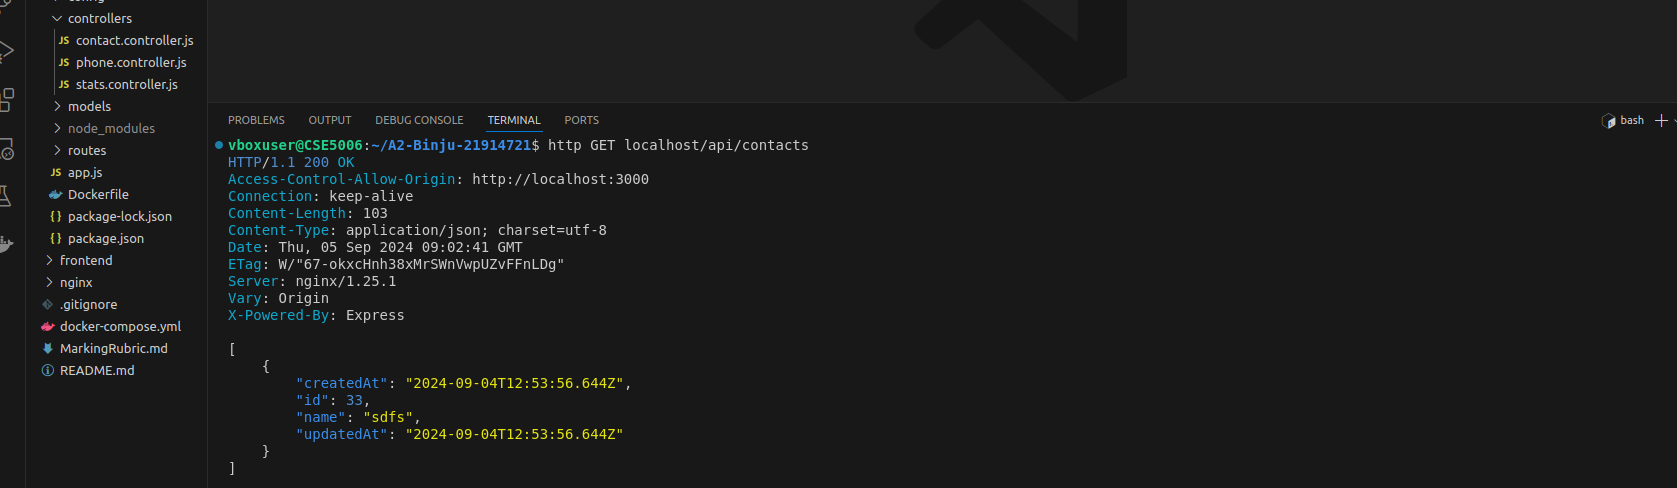 controllers
JS contact.controller.js
JS phone.controller.js
JS stats.controller.js
models
node_modules
routes
JS app.js
Dockerfile
{} package-lock.json
{} package.json
frontend
nginx
.gitignore
docker-compose.yml
MarkingRubric.md
README.md
PROBLEMS OUTPUT DEBUG CONSOLE TERMINAL PORTS
bash
vboxuser@CSE5006:~/A2-Binju-21914721$ http GET localhost/api/contacts
HTTP/1.1 200 OK
Access-Control-Allow-Origin: http://localhost:3000
Connection: keep-alive
Content-Length: 103
Content-Type: application/json; charset=utf-8
Date: Thu, 05 Sep 2024 09:02:41 GMT
ETag: W/"67-okxcHnh38xMrSWnVwpUZvFFnLDg"
Server: nginx/1.25.1
Vary: Origin
X-Powered-By: Express
[
{
"createdAt": "2024-09-04T12:53:56.644Z",
"id": 33,
"name": "sdfs",
"updatedAt": "2024-09-04T12:53:56.644Z"
}
]